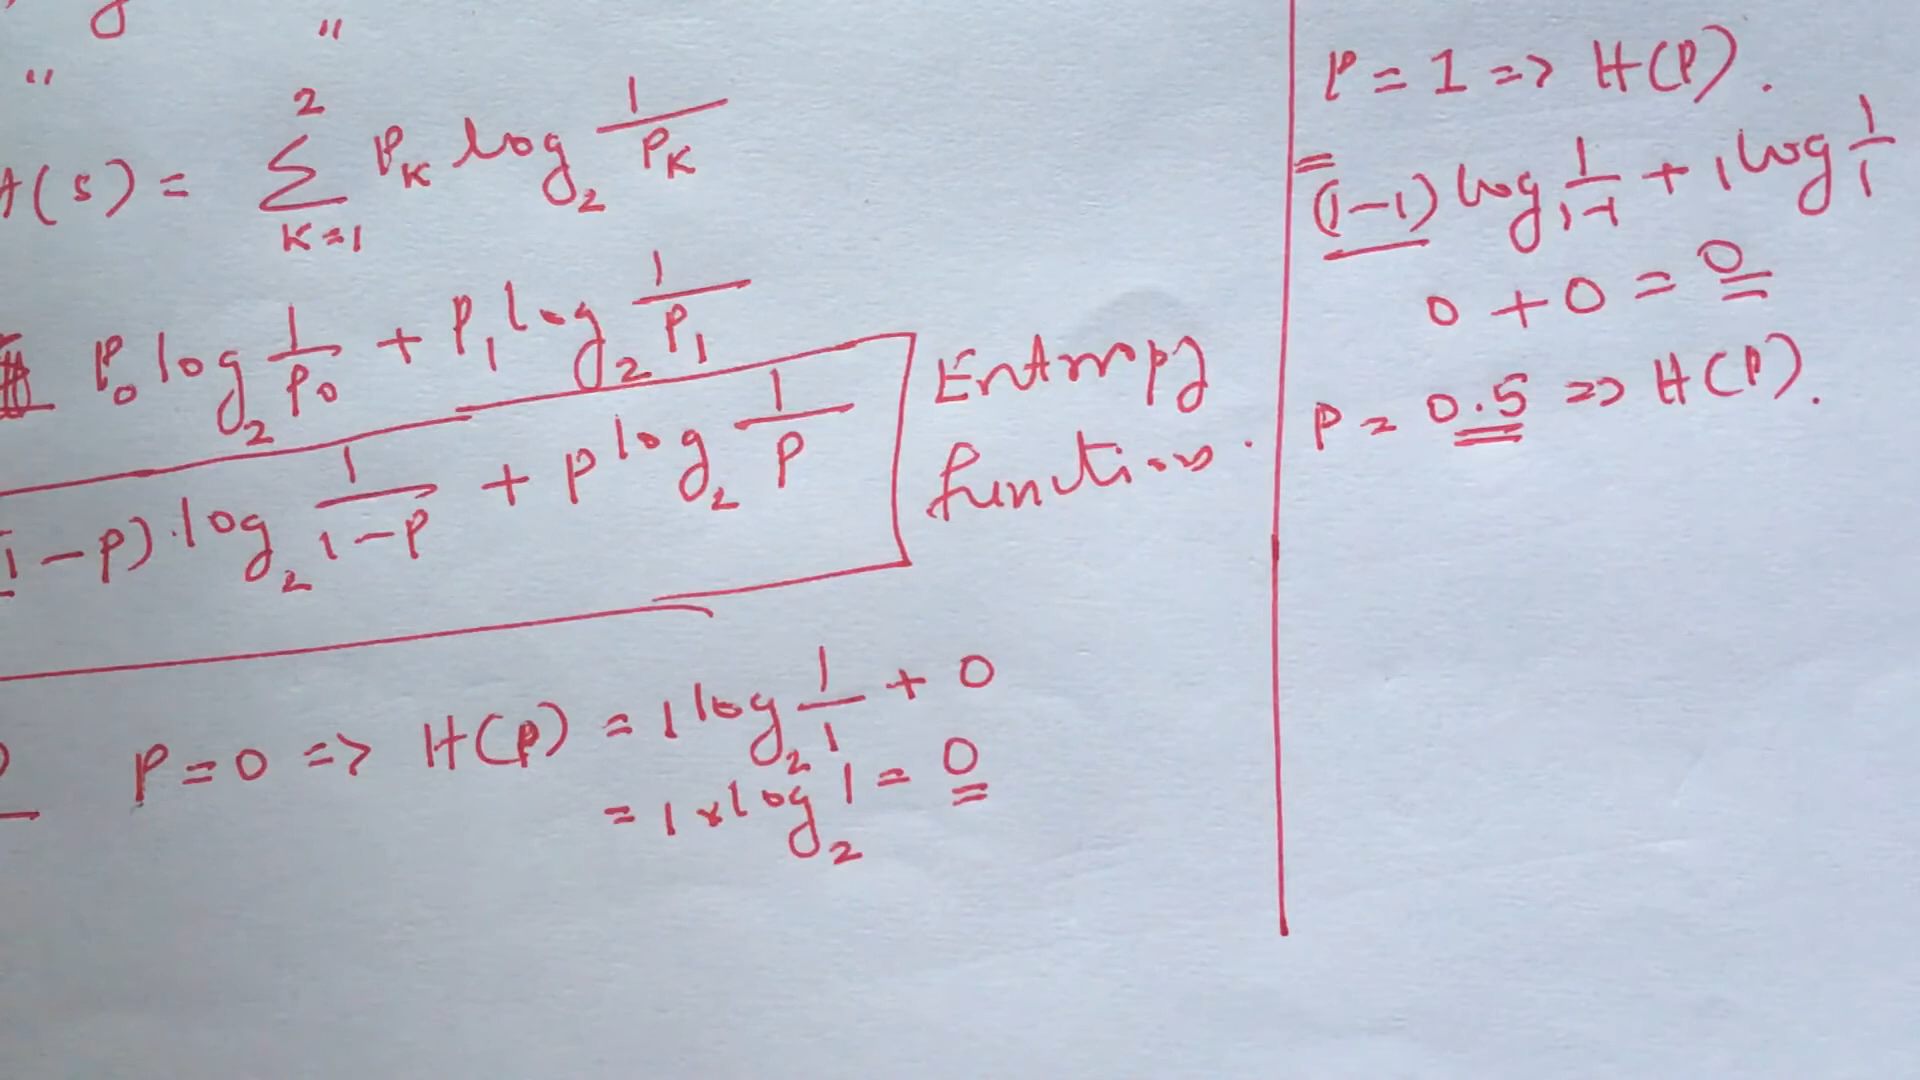 "
"
H(s) = 2 Σ K=1 P_K log_2 1/P_K
P_0 log_2 1/P_0 + P_1 log_2 1/P_1
(1-P) . log_2 1/1-P + P log_2 1/P
Entropy
function.
P=0 => H(P) = 1 log_2 1/1 + 0
= 1 x log_2 1 = 0
P = 1 => H(P).
= (1-1) log 1/1-1 + 1 log 1/1
0 + 0 = 0
P = 0.5 => H(P).